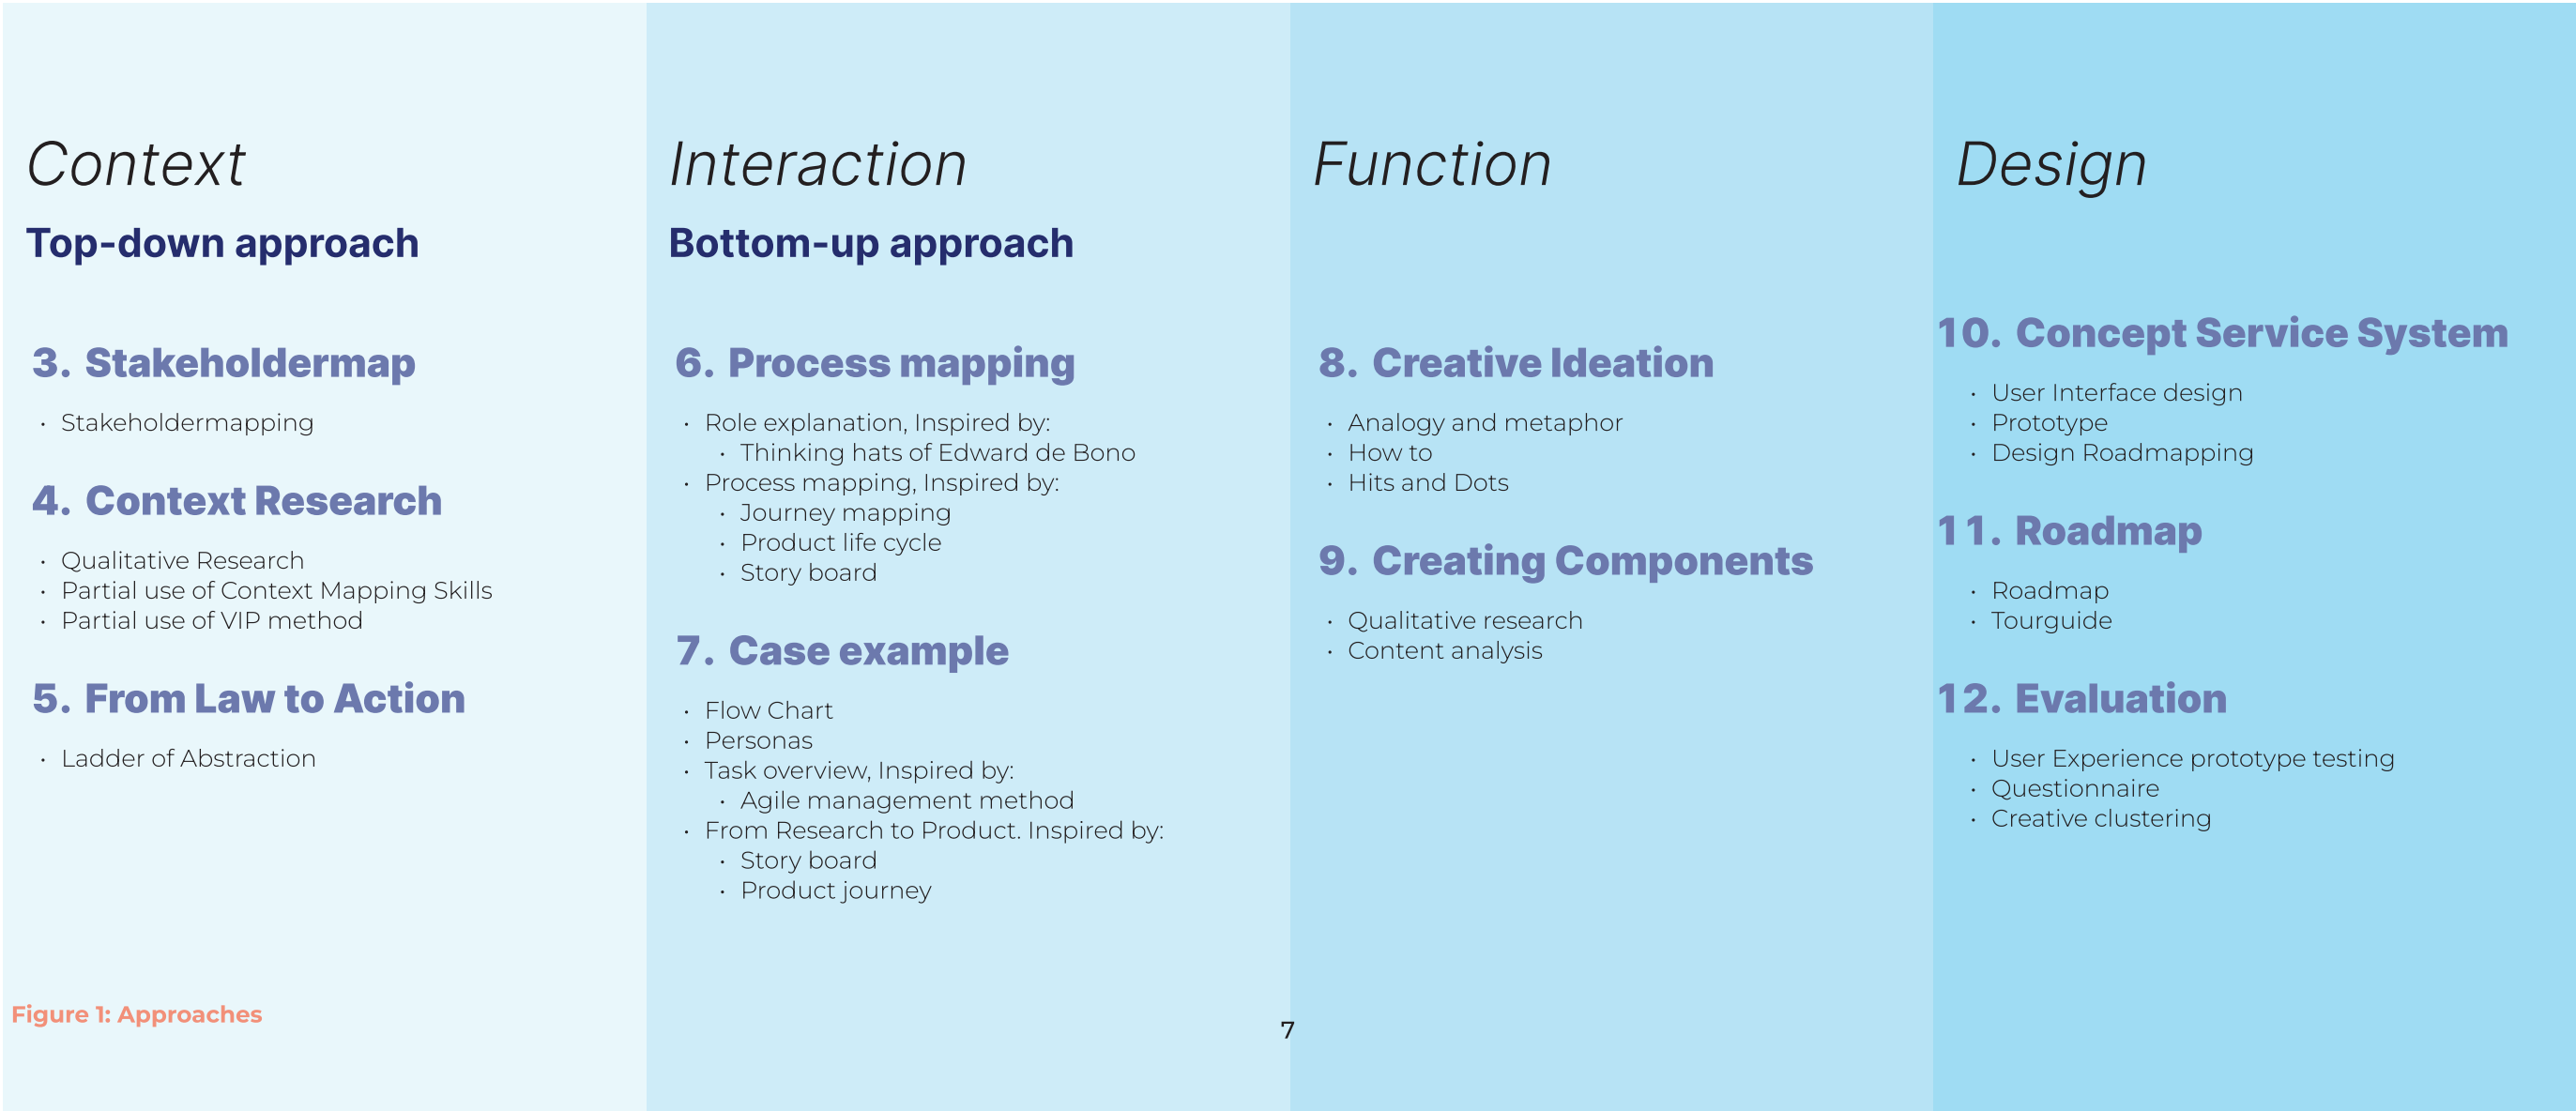 Context
Top-down approach
3. Stakeholdermap
• Stakeholdermapping
4. Context Research
• Qualitative Research
• Partial use of Context Mapping Skills
• Partial use of VIP method
5. From Law to Action
• Ladder of Abstraction
Interaction
Bottom-up approach
6. Process mapping
• Role explanation, Inspired by:
• Thinking hats of Edward de Bono
• Process mapping, Inspired by:
• Journey mapping
• Product life cycle
• Story board
7. Case example
• Flow Chart
• Personas
• Task overview, Inspired by:
• Agile management method
• From Research to Product. Inspired by:
• Story board
• Product journey
Function
8. Creative Ideation
• Analogy and metaphor
• How to
• Hits and Dots
9. Creating Components
• Qualitative research
• Content analysis
Design
10. Concept Service System
• User Interface design
• Prototype
• Design Roadmapping
11. Roadmap
• Roadmap
• Tourguide
12. Evaluation
• User Experience prototype testing
• Questionnaire
• Creative clustering
Figure 1: Approaches
7